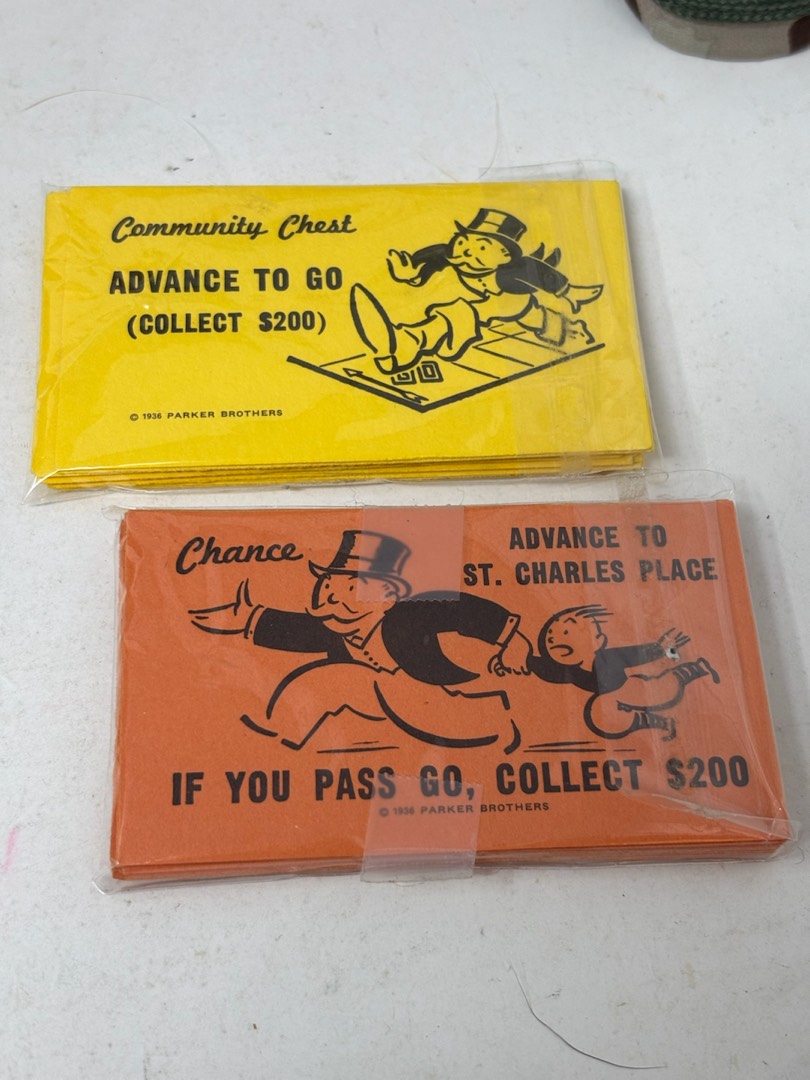 Community Chest
ADVANCE TO GO
(COLLECT $200)
© 1936 PARKER BROTHERS
Chance
ADVANCE TO
ST. CHARLES PLACE
IF YOU PASS GO, COLLECT $200
© 1936 PARKER BROTHERS